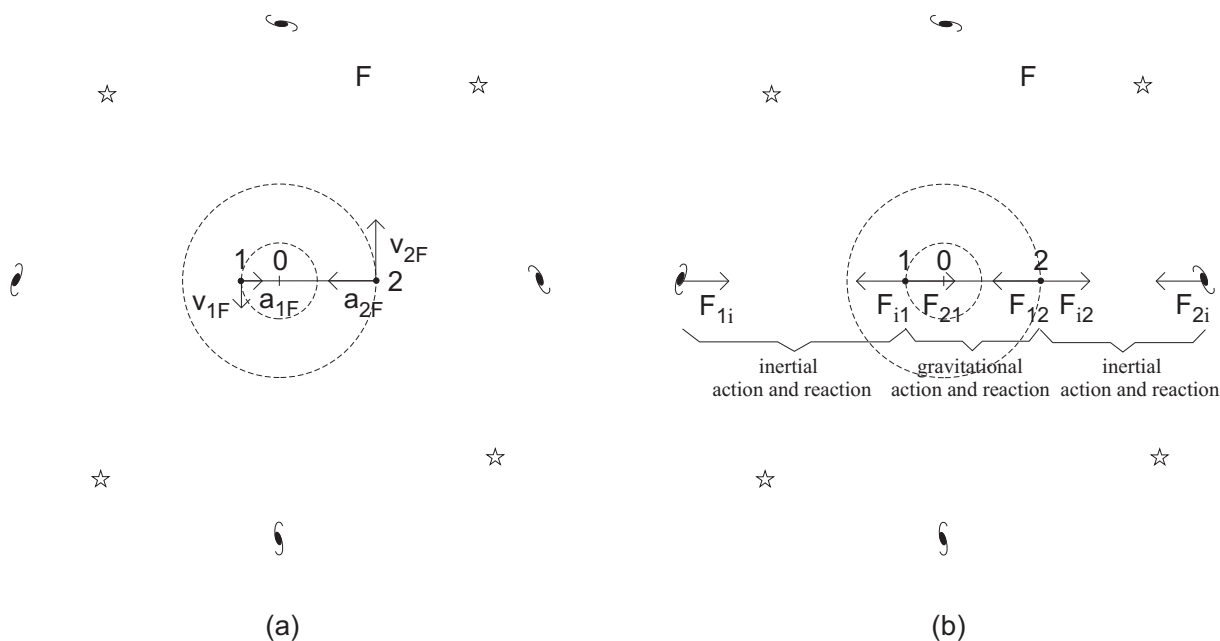 F
1 0 2
v2F
v1F a1F a2F
(a)
F
1 0 2
F1i Fi1 F21 F12 Fi2 F2i
inertial action and reaction
gravitational action and reaction
inertial action and reaction
(b)